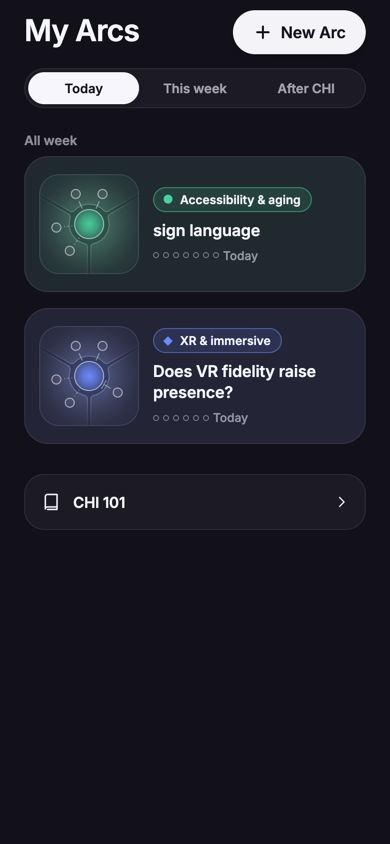 My Arcs
New Arc
Today
This week
After CHI
All week
Accessibility & aging
sign language
Today
XR & immersive
Does VR fidelity raise
presence?
Today
CHI 101